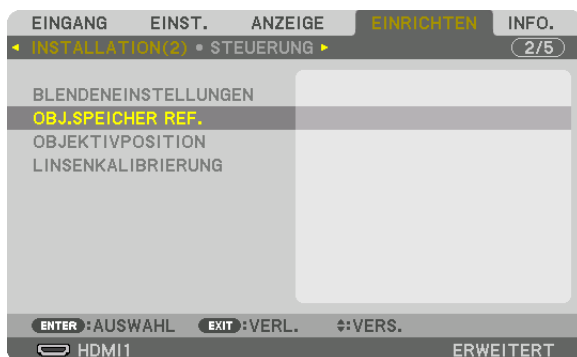 EINGANG EINST. ANZEIGE EINRICHTEN INFO.
INSTALLATION(2) • STEUERUNG 2/5
BLENDENEINSTELLUNGEN
OBJ.SPEICHER REF.
OBJEKTIVPOSITION
LINSENKALIBRIERUNG
ENTER :AUSWAHL EXIT :VERL. :VERS.
HDMI1 ERWEITERT